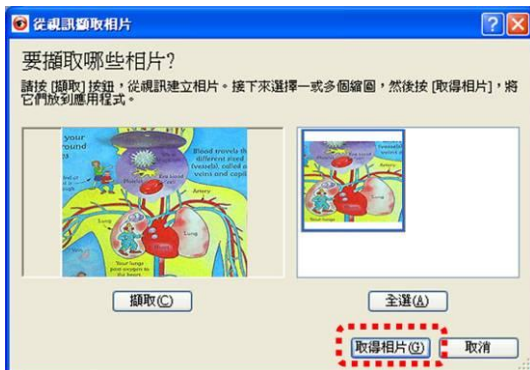 從視訊擷取相片
要擷取哪些相片?
請按 [擷取] 按鈕，從視訊建立相片。接下來選擇一或多個縮圖，然後按 [取得相片]，將
它們放到應用程式。
your
round
Blood travels th
different sized
(vessels), called a
veins and capil
Artery
Lung
Lung
Your lungs
give oxygen to
the heart.
擷取(C)
全選(A)
取得相片(G)
取消